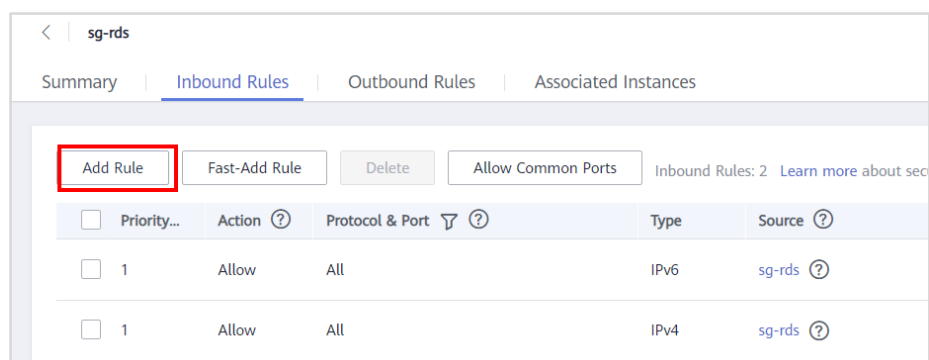 sg-rds
Summary Inbound Rules Outbound Rules Associated Instances
Add Rule Fast-Add Rule Delete Allow Common Ports Inbound Rules: 2 Learn more about
Priority... Action Protocol & Port Type Source
1 Allow All IPv6 sg-rds
1 Allow All IPv4 sg-rds